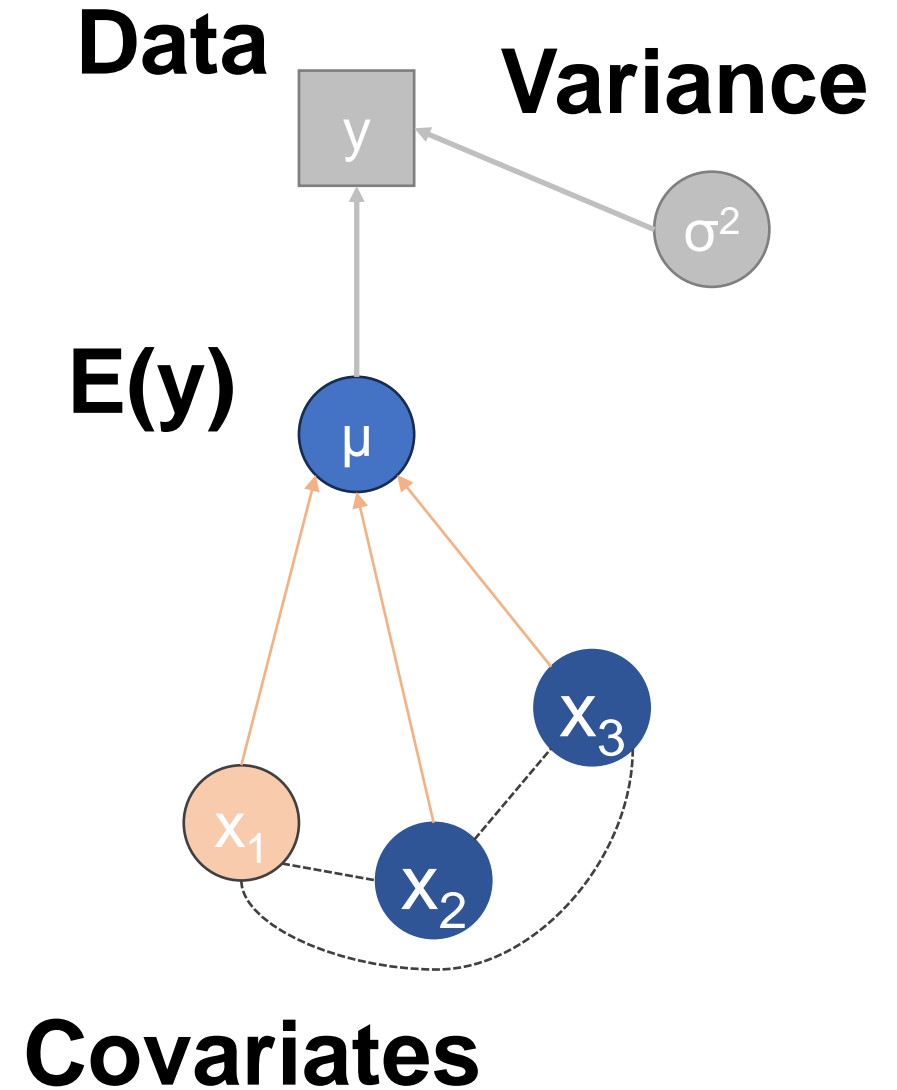 Data
Variance
y
σ²
E(y)
μ
x₃
x₁
x₂
Covariates